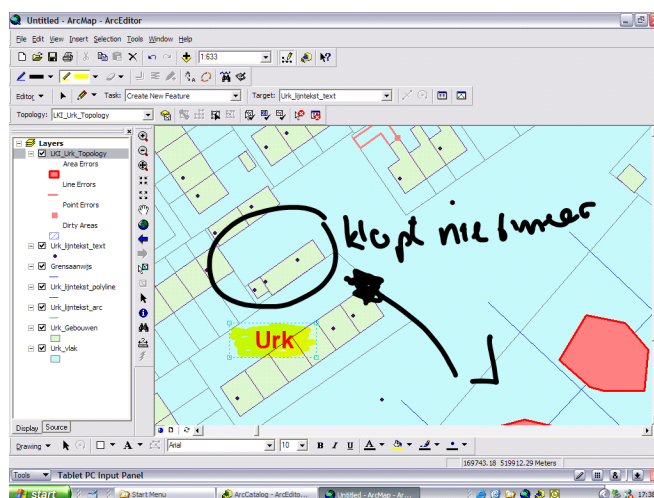 Untitled - ArcMap - ArcEditor
File Edit View Insert Selection Tools Window Help
1:633
Editor Task: Create New Feature Target: Urk_lijntekst_text
Topology: LKI_Urk_Topology
Layers
LKI_Urk_Topology
Area Errors
Line Errors
Point Errors
Dirty Areas
Urk_lijntekst_text
Grensaanwijs
Urk_lijntekst_polyline
Urk_lijntekst_arc
Urk_Gebouwen
Urk_vlak
klopt niet meer
Urk
Display Source
Drawing A Arial 10 B I U A
169743.18 519912.29 Meters
Tools Tablet PC Input Panel
start Start Menu ArcCatalog - ArcEdito... Untitled - ArcMap - Ar...